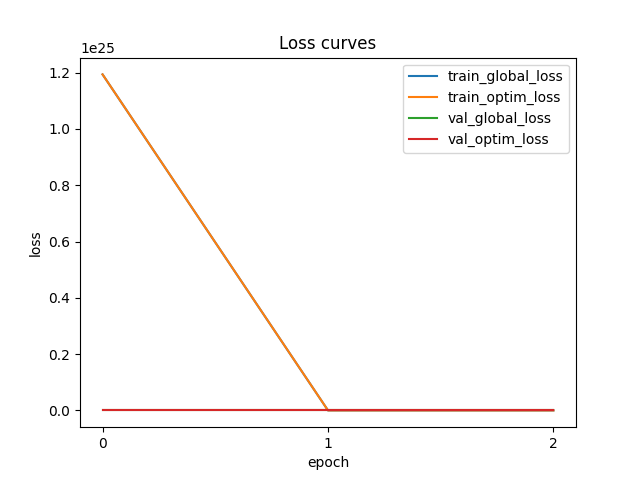 Loss curves
1e25
train_global_loss
train_optim_loss
val_global_loss
val_optim_loss
1.2
1.0
0.8
0.6
0.4
0.2
0.0
loss
0 1 2
epoch